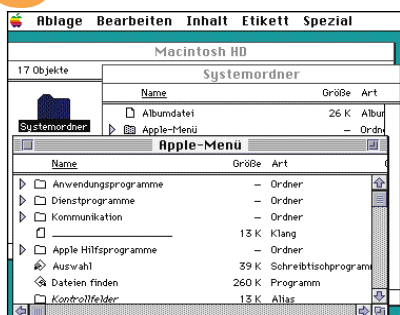 Ablage Bearbeiten Inhalt Etikett Spezial
Macintosh HD
17 Objekte
Systemordner
Systemordner
Name Größe Art
Albumdatei 26 K Album
Apple-Menü – Ordne
Apple-Menü
Name Größe Art
Anwendungsprogramme – Ordner
Dienstprogramme – Ordner
Kommunikation – Ordner
____________________ 13 K Klang
Apple Hilfsprogramme – Ordner
Auswahl 39 K Schreibtischprogramm
Dateien finden 260 K Programm
Kontrollfelder 13 K Alias